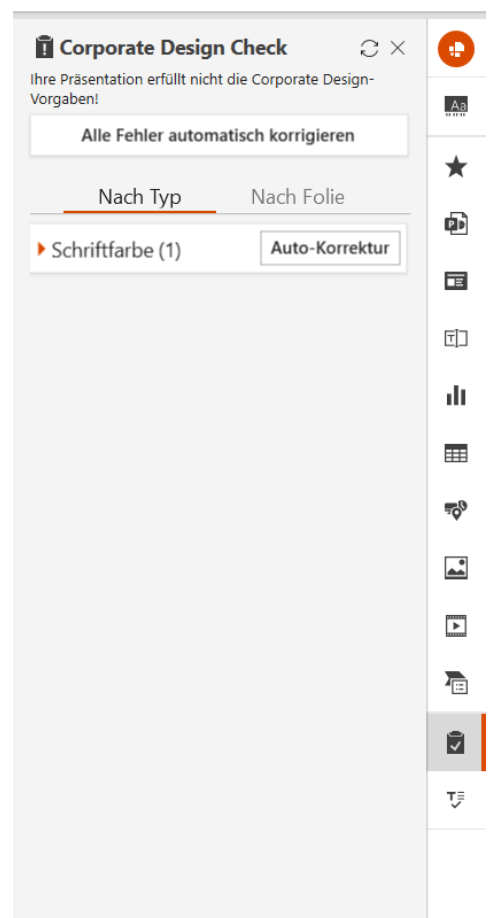 Corporate Design Check
Ihre Präsentation erfüllt nicht die Corporate Design-
Vorgaben!
Alle Fehler automatisch korrigieren
Nach Typ Nach Folie
Schriftfarbe (1) Auto-Korrektur
Aa